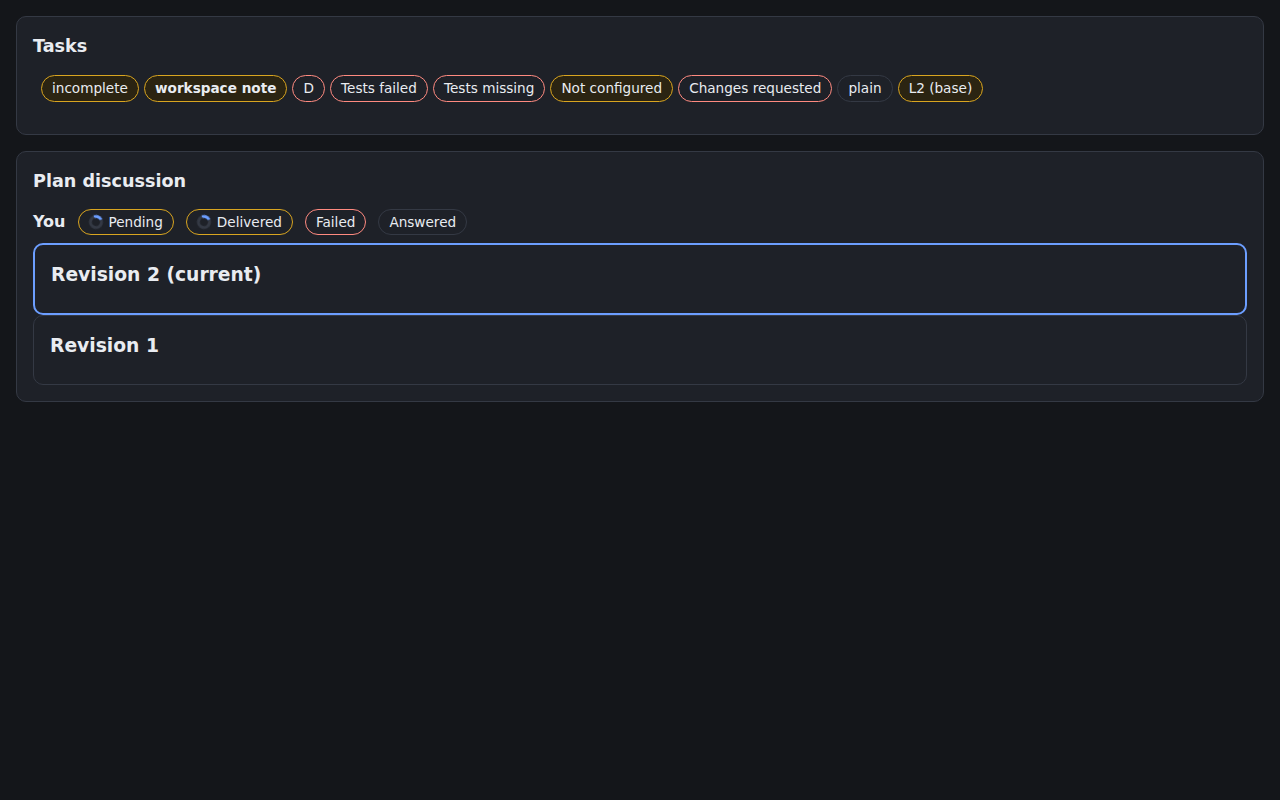 Tasks
incomplete workspace note D Tests failed Tests missing Not configured Changes requested plain L2 (base)
Plan discussion
You Pending Delivered Failed Answered
Revision 2 (current)
Revision 1